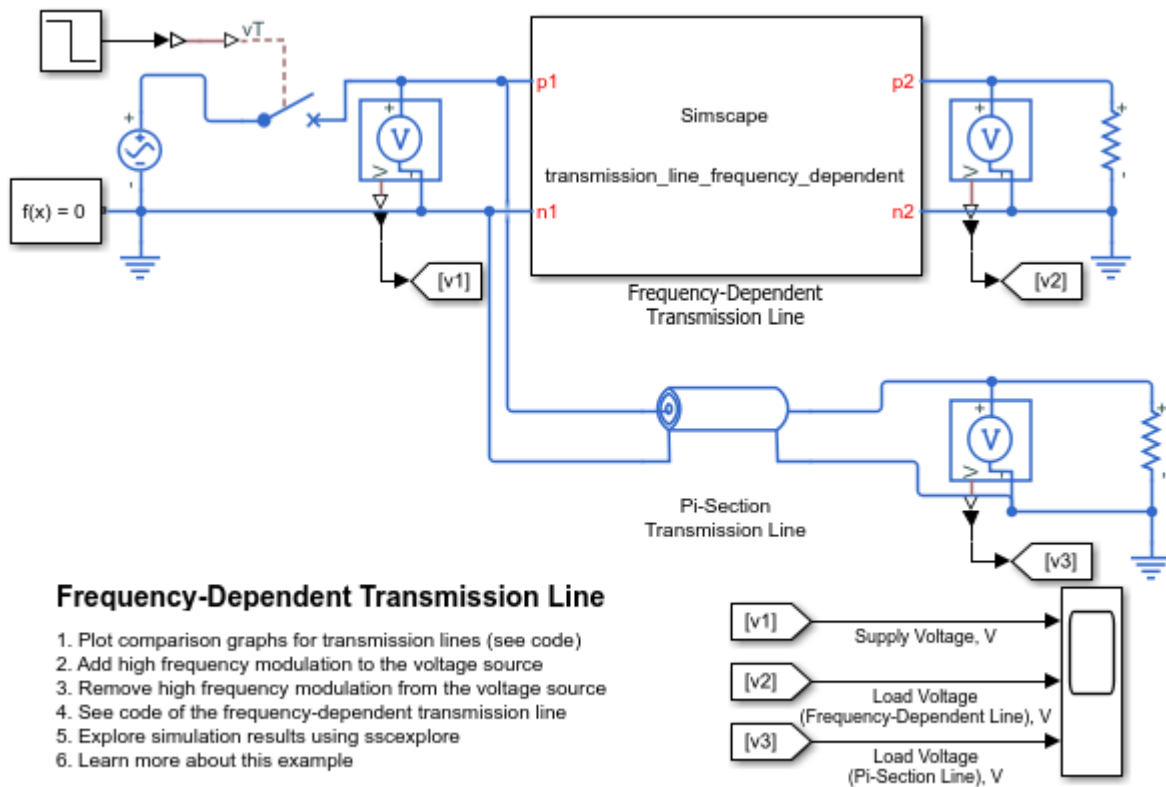 vT
+
-
f(x) = 0
+
V
V
-
[v1]
p1
n1
Simscape
transmission_line_frequency_dependent
p2
n2
Frequency-Dependent
Transmission Line
+
V
V
-
[v2]
+
-
Pi-Section
Transmission Line
+
V
V
-
[v3]
+
-
Frequency-Dependent Transmission Line
1. Plot comparison graphs for transmission lines (see code)
2. Add high frequency modulation to the voltage source
3. Remove high frequency modulation from the voltage source
4. See code of the frequency-dependent transmission line
5. Explore simulation results using sscexplore
6. Learn more about this example
[v1]
Supply Voltage, V
[v2]
Load Voltage
(Frequency-Dependent Line), V
[v3]
Load Voltage
(Pi-Section Line), V